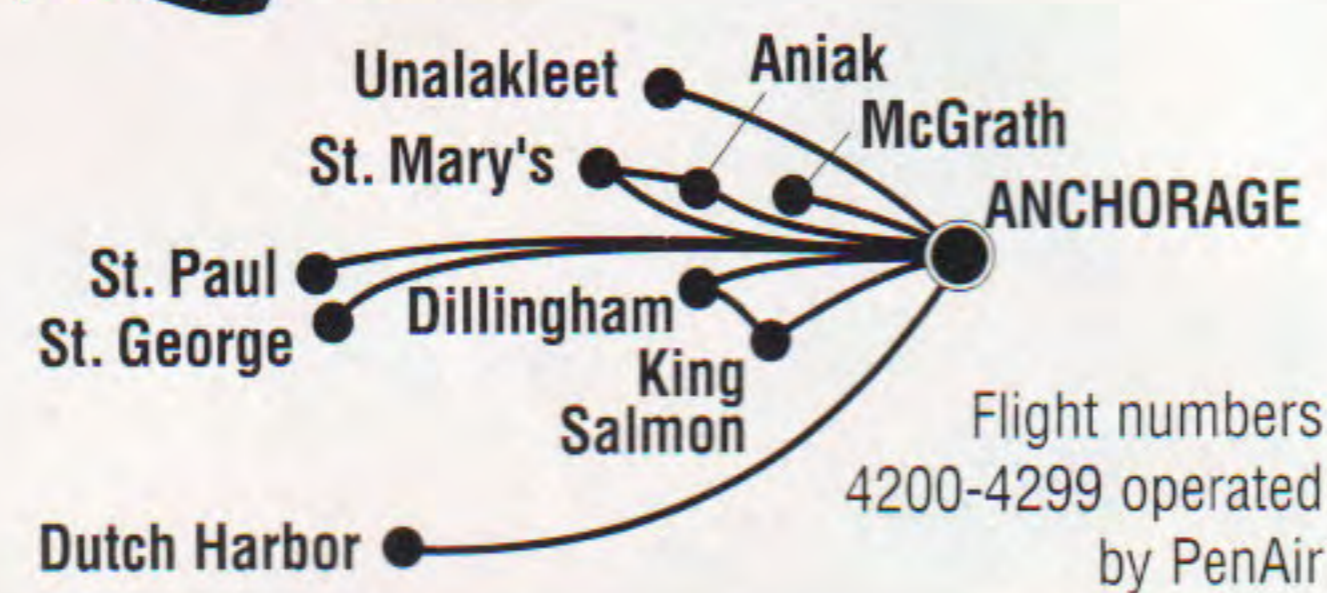 Unalakleet
Aniak
McGrath
St. Mary's
ANCHORAGE
St. Paul
St. George
Dillingham
King
Salmon
Dutch Harbor
Flight numbers
4200-4299 operated
by PenAir